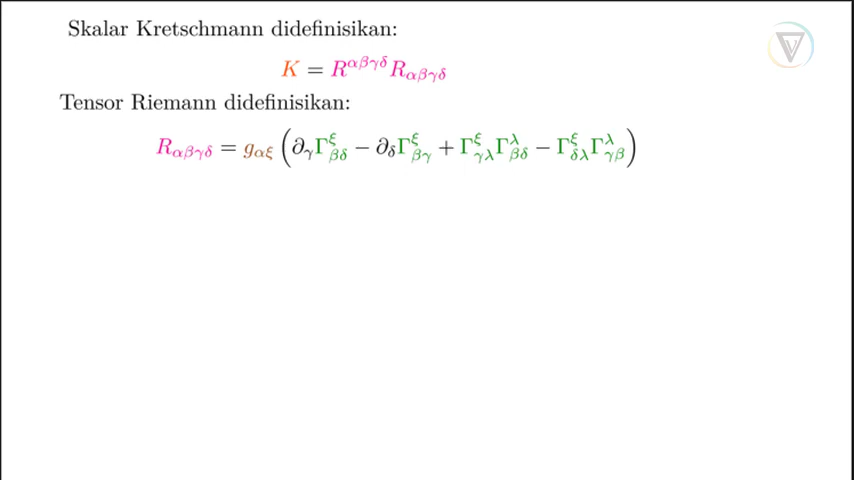 Skalar Kretschmann didefinisikan:
K = R^{αβγδ} R_{αβγδ}
Tensor Riemann didefinisikan:
R_{αβγδ} = g_{αξ} (∂_γ Γ^ξ_{βδ} − ∂_δ Γ^ξ_{βγ} + Γ^ξ_{γλ} Γ^λ_{βδ} − Γ^ξ_{δλ} Γ^λ_{γβ})